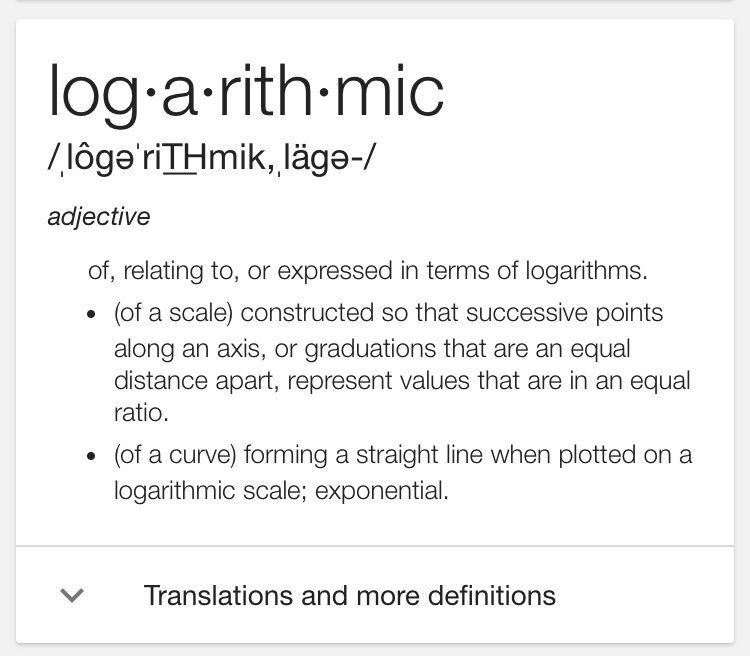 log·a·rith·mic
/ˌlôɡəˈriT͟Hmik,ˌläɡə-/
adjective
of, relating to, or expressed in terms of logarithms.
• (of a scale) constructed so that successive points
along an axis, or graduations that are an equal
distance apart, represent values that are in an equal
ratio.
• (of a curve) forming a straight line when plotted on a
logarithmic scale; exponential.
Translations and more definitions